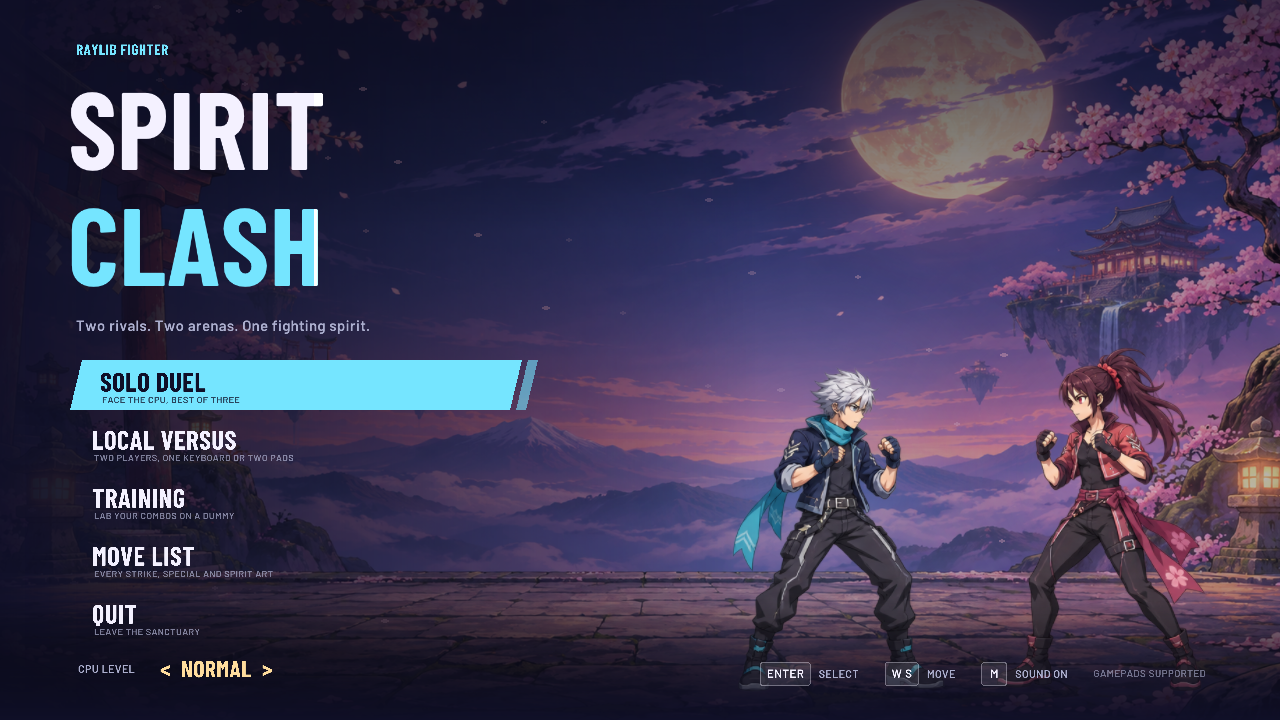 RAYLIB FIGHTER
SPIRIT
CLASH
Two rivals. Two arenas. One fighting spirit.
SOLO DUEL
FACE THE CPU, BEST OF THREE
LOCAL VERSUS
TWO PLAYERS, ONE KEYBOARD OR TWO PADS
TRAINING
LAB YOUR COMBOS ON A DUMMY
MOVE LIST
EVERY STRIKE, SPECIAL AND SPIRIT ART
QUIT
LEAVE THE SANCTUARY
CPU LEVEL < NORMAL >
ENTER SELECT W S MOVE M SOUND ON GAMEPADS SUPPORTED